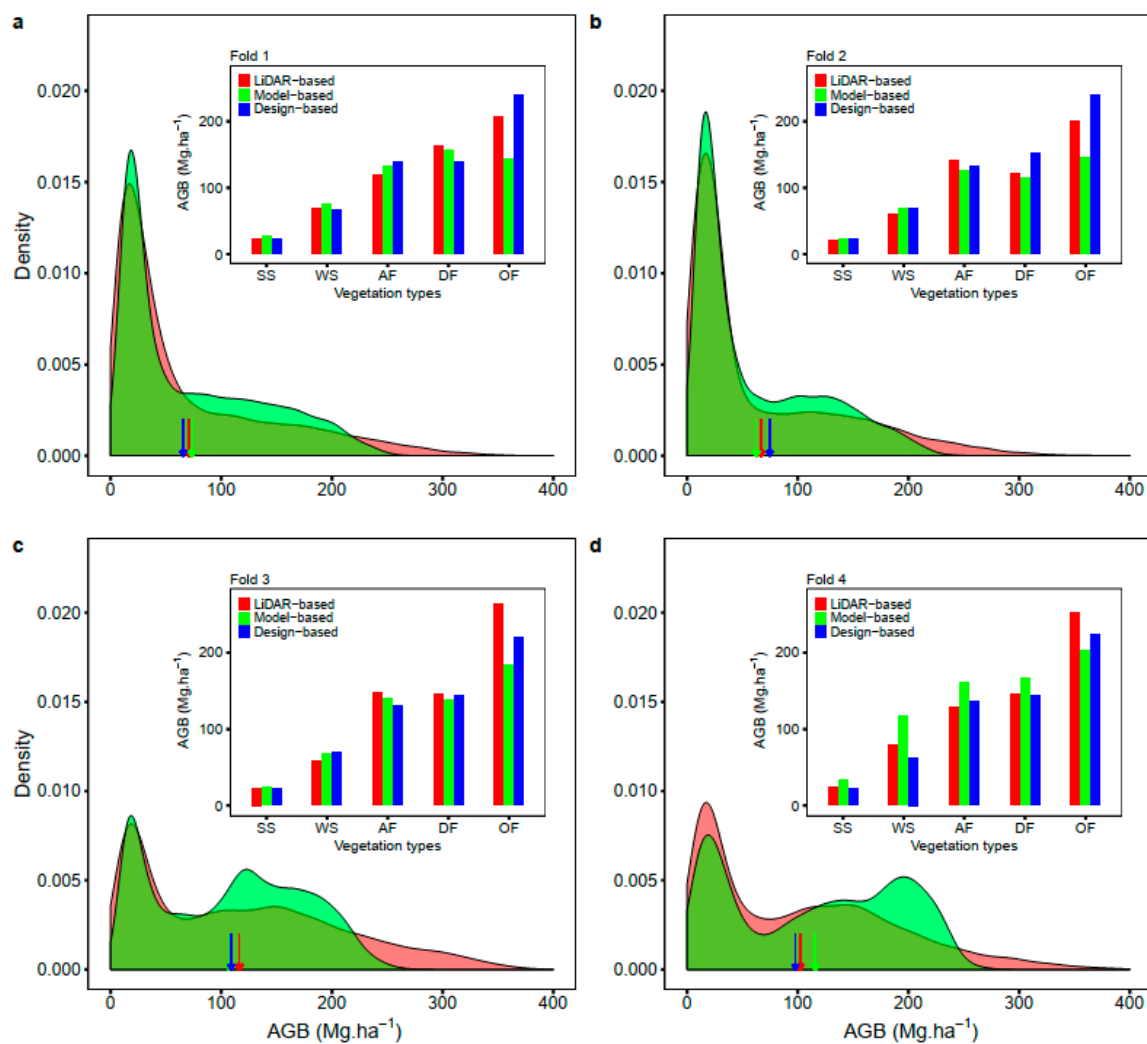 a
Fold 1
LiDAR−based
Model−based
Design−based
AGB (Mg.ha⁻¹)
200
100
0
SS WS AF DF OF
Vegetation types
Density
0.020
0.015
0.010
0.005
0.000
0 100 200 300 400
b
Fold 2
LiDAR−based
Model−based
Design−based
AGB (Mg.ha⁻¹)
200
100
0
SS WS AF DF OF
Vegetation types
0.020
0.015
0.010
0.005
0.000
0 100 200 300 400
c
Fold 3
LiDAR−based
Model−based
Design−based
AGB (Mg.ha⁻¹)
200
100
0
SS WS AF DF OF
Vegetation types
Density
0.020
0.015
0.010
0.005
0.000
0 100 200 300 400
AGB (Mg.ha⁻¹)
d
Fold 4
LiDAR−based
Model−based
Design−based
AGB (Mg.ha⁻¹)
200
100
0
SS WS AF DF OF
Vegetation types
0.020
0.015
0.010
0.005
0.000
0 100 200 300 400
AGB (Mg.ha⁻¹)